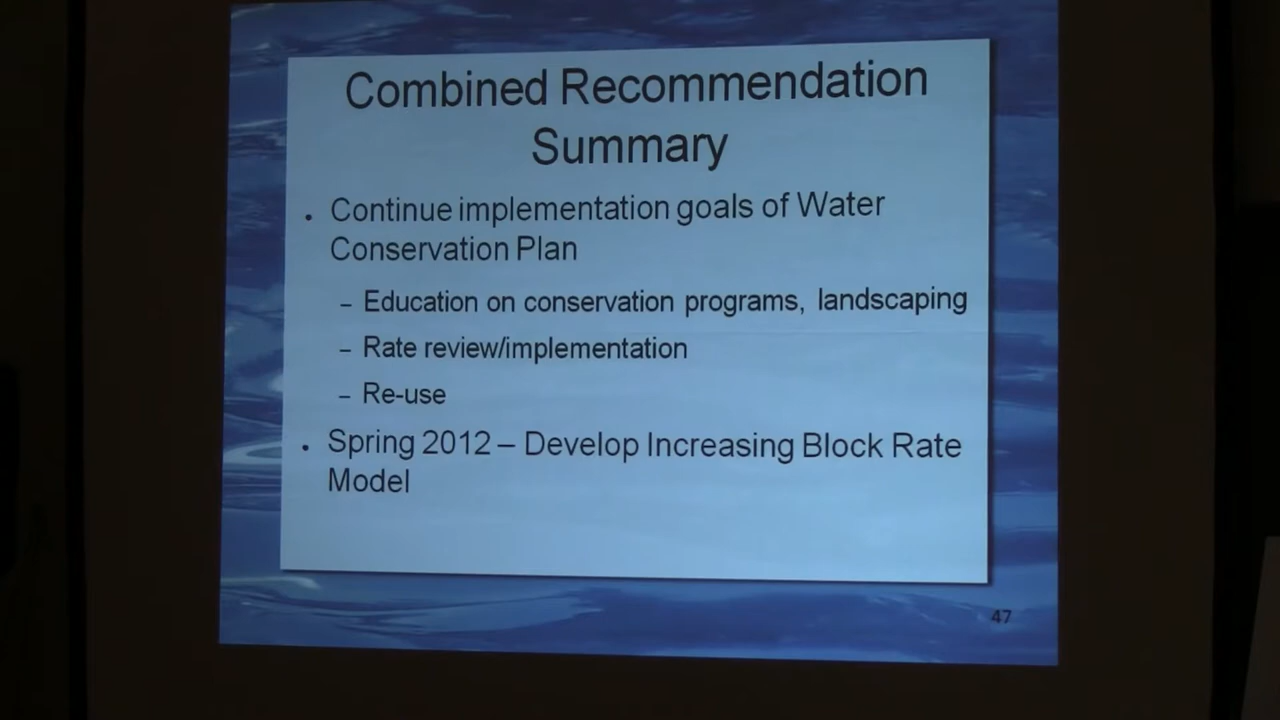 Combined Recommendation
Summary
. Continue implementation goals of Water
Conservation Plan
– Education on conservation programs, landscaping
– Rate review/implementation
– Re-use
. Spring 2012 – Develop Increasing Block Rate
Model
47